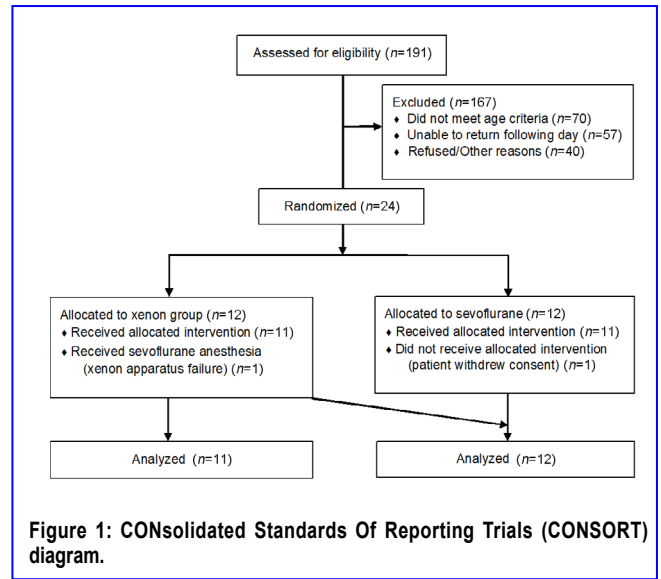 Assessed for eligibility (n=191)
Excluded (n=167)
♦ Did not meet age criteria (n=70)
♦ Unable to return following day (n=57)
♦ Refused/Other reasons (n=40)
Randomized (n=24)
Allocated to xenon group (n=12)
♦ Received allocated intervention (n=11)
♦ Received sevoflurane anesthesia
(xenon apparatus failure) (n=1)
Allocated to sevoflurane (n=12)
♦ Received allocated intervention (n=11)
♦ Did not receive allocated intervention
(patient withdrew consent) (n=1)
Analyzed (n=11)
Analyzed (n=12)
Figure 1: CONsolidated Standards Of Reporting Trials (CONSORT)
diagram.